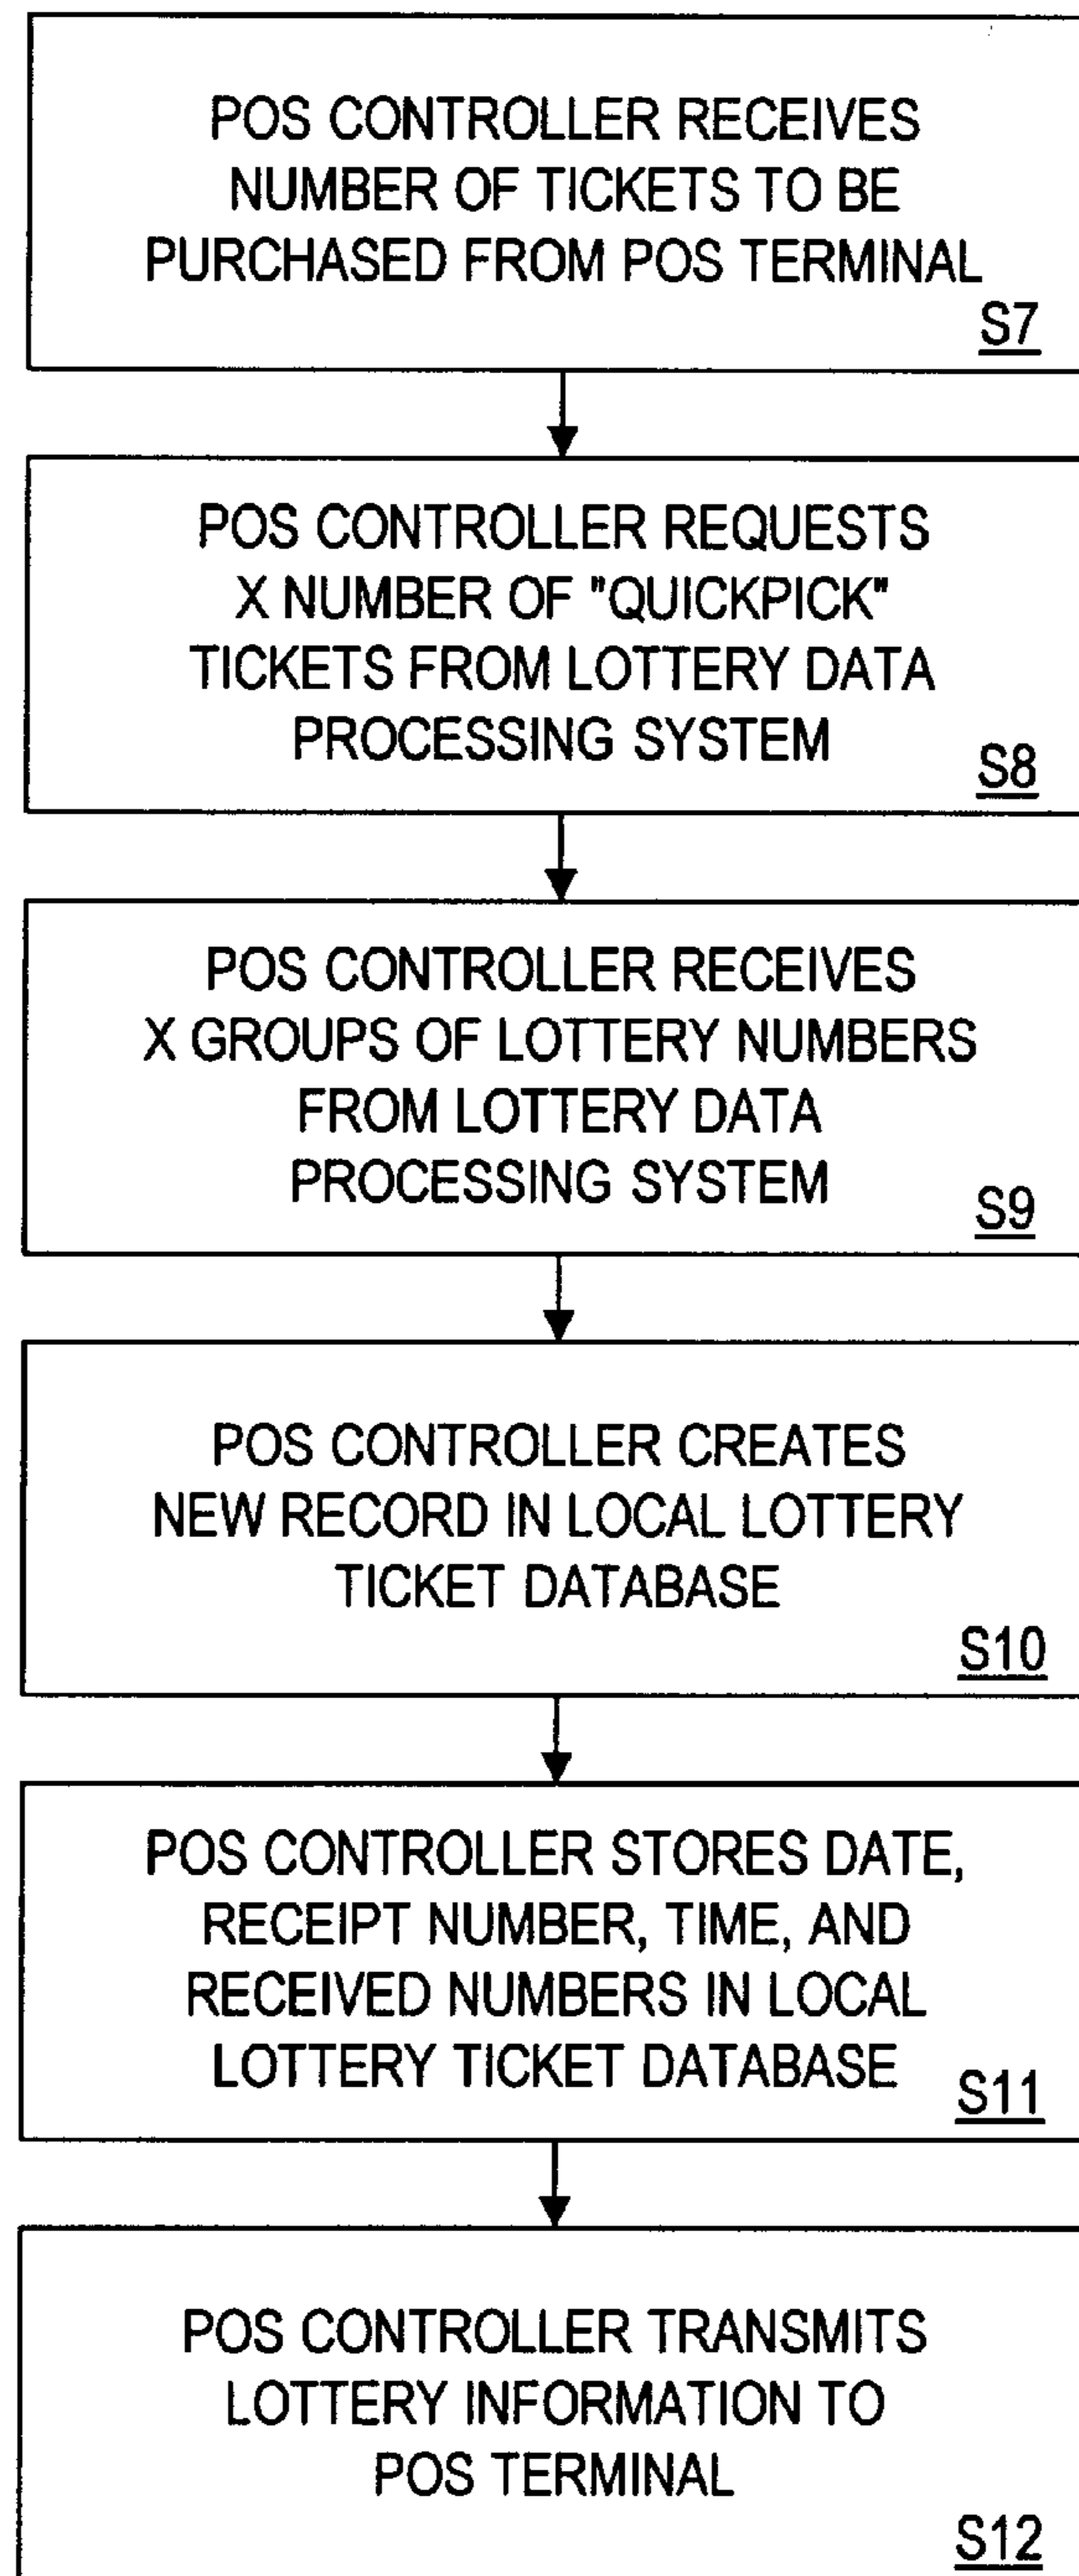 POS CONTROLLER RECEIVES
NUMBER OF TICKETS TO BE
PURCHASED FROM POS TERMINAL
S7
POS CONTROLLER REQUESTS
X NUMBER OF "QUICKPICK"
TICKETS FROM LOTTERY DATA
PROCESSING SYSTEM
S8
POS CONTROLLER RECEIVES
X GROUPS OF LOTTERY NUMBERS
FROM LOTTERY DATA
PROCESSING SYSTEM
S9
POS CONTROLLER CREATES
NEW RECORD IN LOCAL LOTTERY
TICKET DATABASE
S10
POS CONTROLLER STORES DATE,
RECEIPT NUMBER, TIME, AND
RECEIVED NUMBERS IN LOCAL
LOTTERY TICKET DATABASE
S11
POS CONTROLLER TRANSMITS
LOTTERY INFORMATION TO
POS TERMINAL
S12